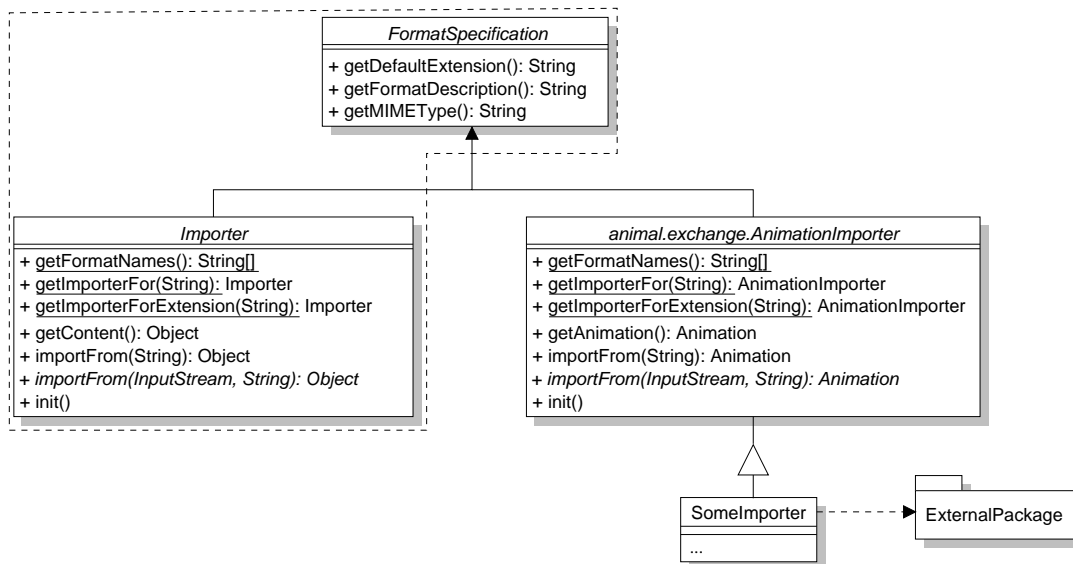 FormatSpecification
+ getDefaultExtension(): String
+ getFormatDescription(): String
+ getMIMEType(): String
Importer
+ getFormatNames(): String[]
+ getImporterFor(String): Importer
+ getImporterForExtension(String): Importer
+ getContent(): Object
+ importFrom(String): Object
+ importFrom(InputStream, String): Object
+ init()
animal.exchange.AnimationImporter
+ getFormatNames(): String[]
+ getImporterFor(String): AnimationImporter
+ getImporterForExtension(String): AnimationImporter
+ getAnimation(): Animation
+ importFrom(String): Animation
+ importFrom(InputStream, String): Animation
+ init()
SomeImporter
...
ExternalPackage